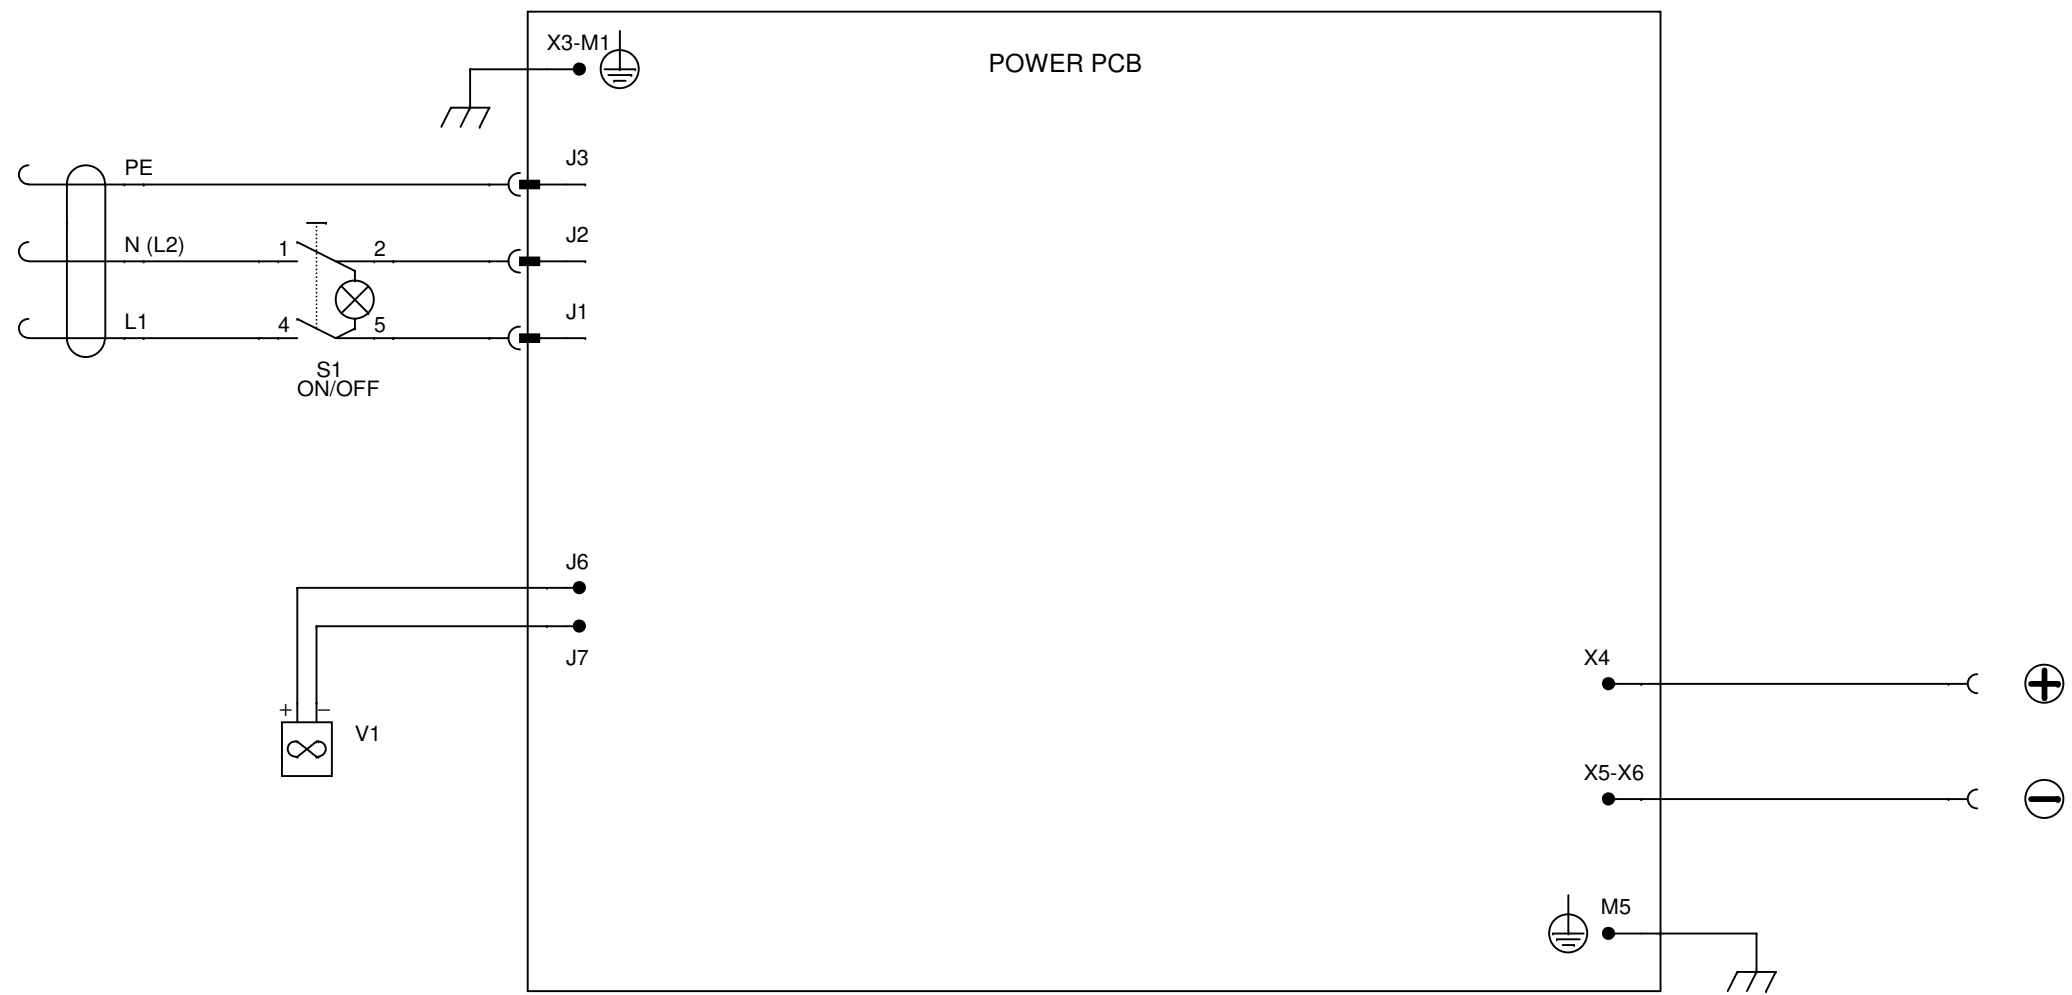 X3-M1
POWER PCB
J3
PE
J2
N (L2)
1
2
J1
L1
4
5
S1
ON/OFF
J6
J7
X4
+
−
V1
X5-X6
M5